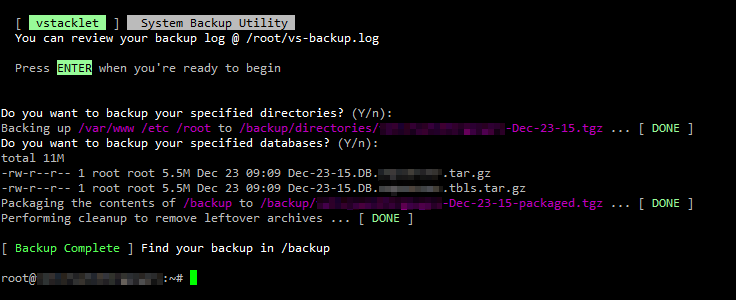 [ vstacklet ] System Backup Utility
You can review your backup log @ /root/vs-backup.log
Press ENTER when you're ready to begin
Do you want to backup your specified directories? (Y/n):
Backing up /var/www /etc /root to /backup/directories/ -Dec-23-15.tgz ... [ DONE ]
Do you want to backup your specified databases? (Y/n):
total 11M
-rw-r--r-- 1 root root 5.5M Dec 23 09:09 Dec-23-15.DB. .tar.gz
-rw-r--r-- 1 root root 5.5M Dec 23 09:09 Dec-23-15.DB. .tbls.tar.gz
Packaging the contents of /backup to /backup/ -Dec-23-15-packaged.tgz ... [ DONE ]
Performing cleanup to remove leftover archives ... [ DONE ]
[ Backup Complete ] Find your backup in /backup
root@ :~#